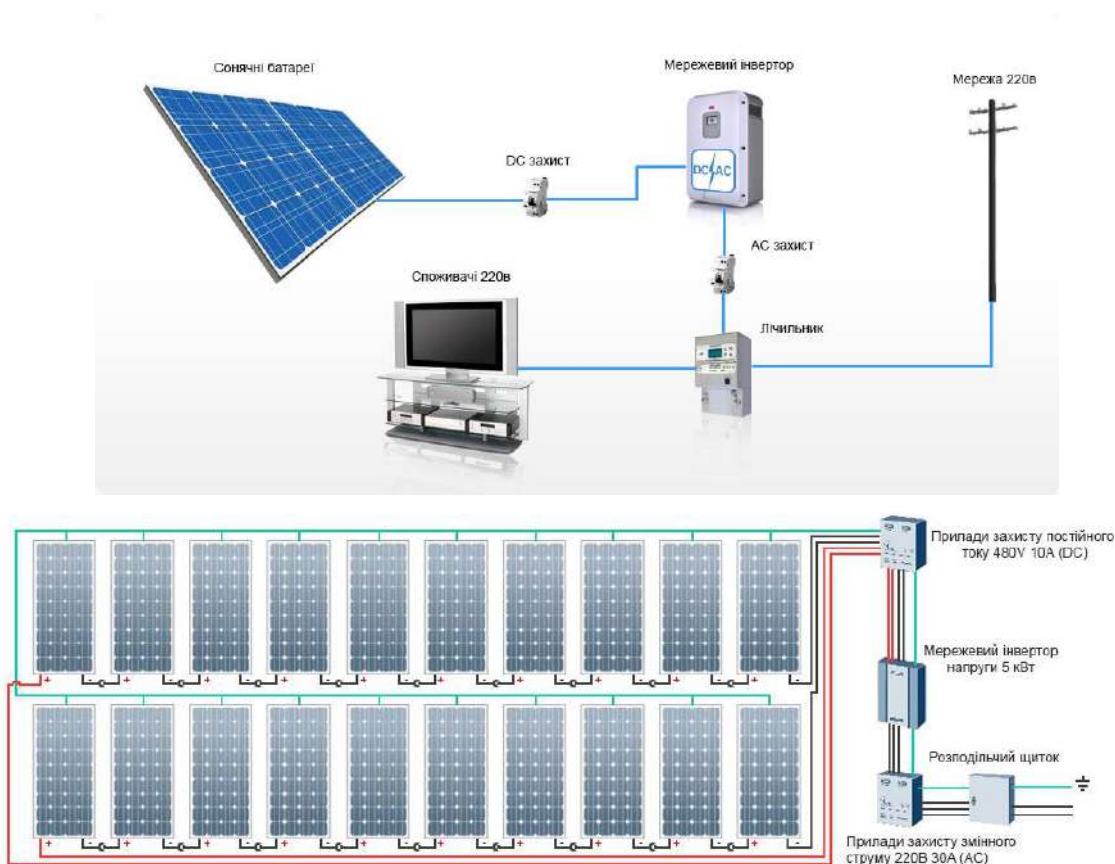 Сонячні батареї
Мережевий інвертор
Мережа 220в
DC захист
DC AC
AC захист
Споживачі 220в
Лічильник
Прилади захисту постійного
току 480V 10A (DC)
Мережевий інвертор
напруги 5 кВт
Розподільчий щиток
Прилади захисту змінного
струму 220В 30А (АС)